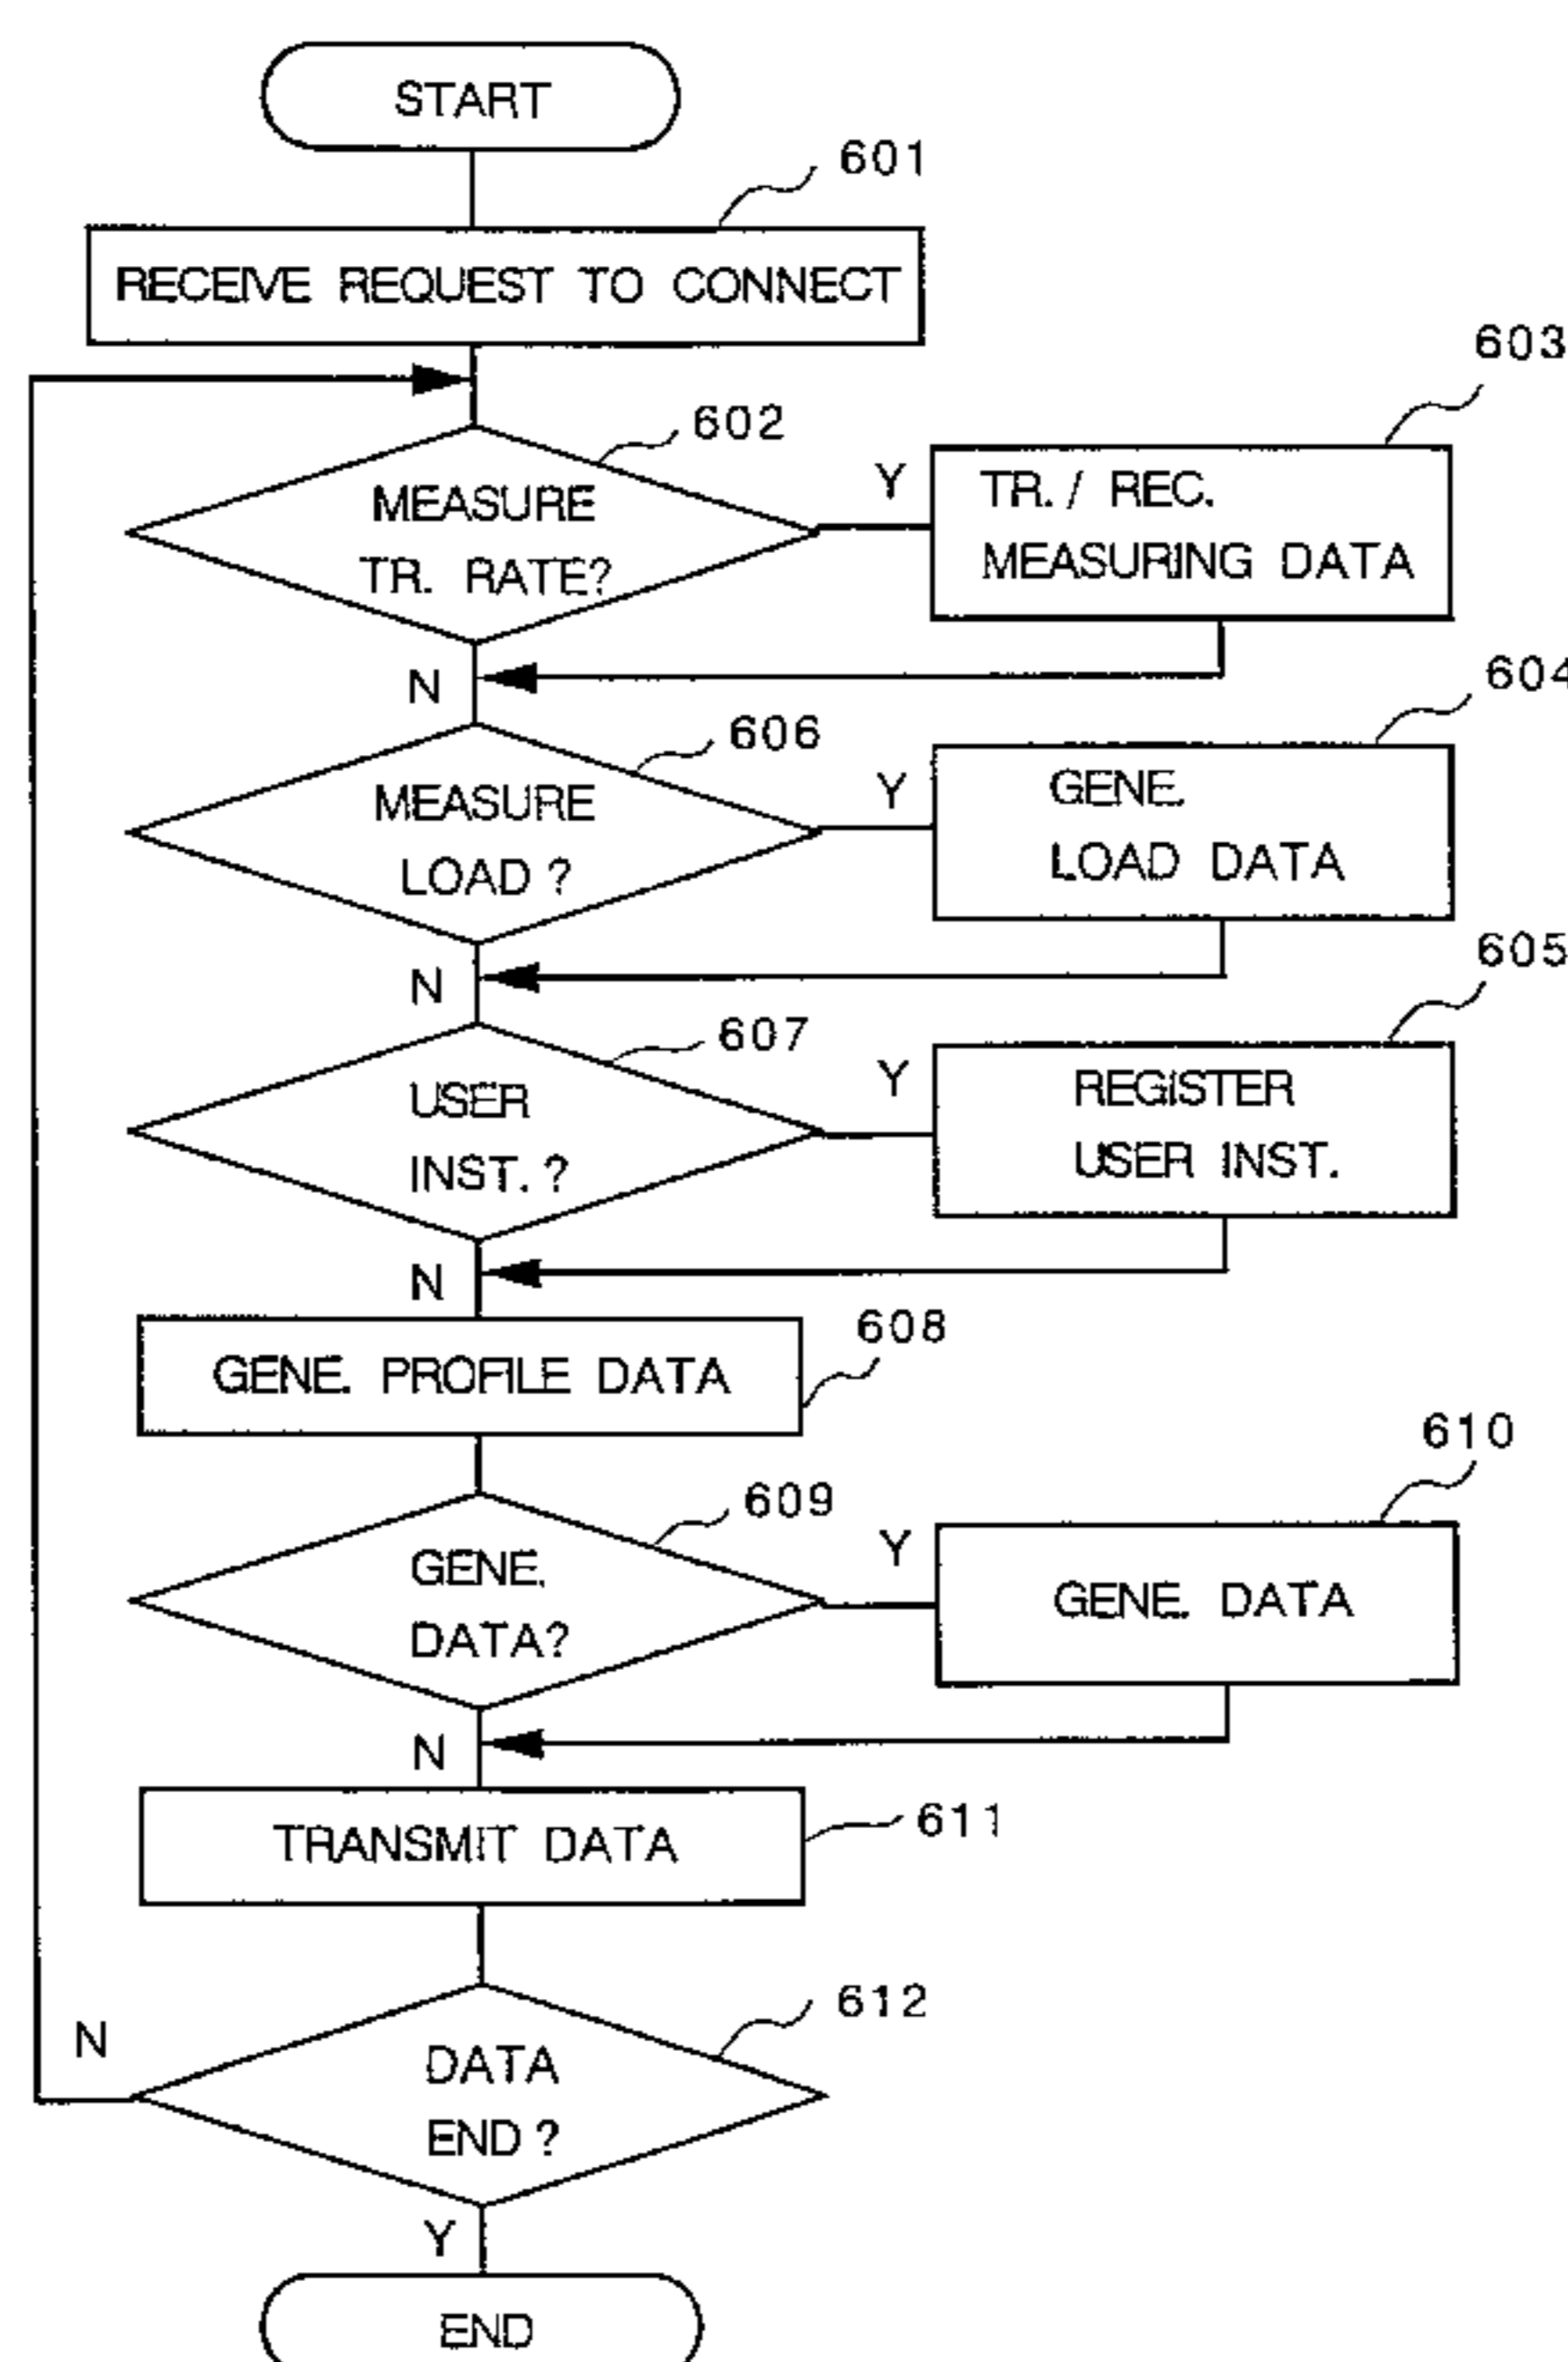 START
601
RECEIVE REQUEST TO CONNECT
603
602
MEASURE
TR. RATE?
Y
TR. / REC.
MEASURING DATA
N
604
606
MEASURE
LOAD ?
Y
GENE.
LOAD DATA
N
605
607
USER
INST. ?
Y
REGISTER
USER INST.
N
608
GENE. PROFILE DATA
610
609
GENE.
DATA?
Y
GENE. DATA
N
611
TRANSMIT DATA
612
N
DATA
END ?
Y
END